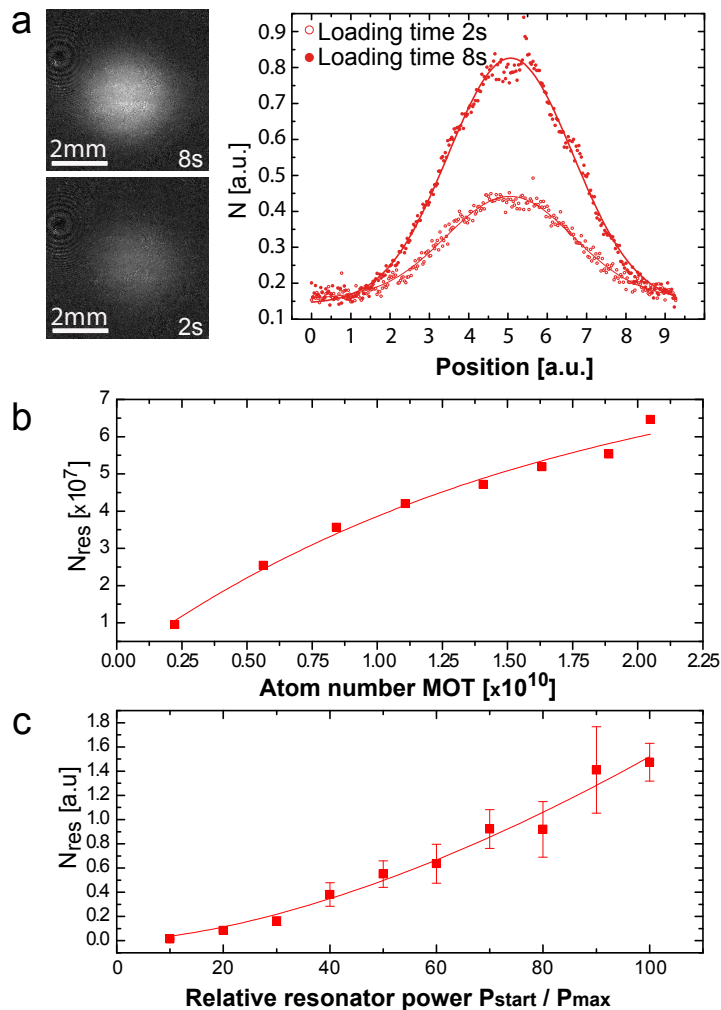 a
2mm
8s
2mm
2s
Loading time 2s
Loading time 8s
0.9
0.8
0.7
0.6
0.5
0.4
0.3
0.2
0.1
N [a.u.]
0 1 2 3 4 5 6 7 8 9
Position [a.u.]
b
7
6
5
4
3
2
1
Nres [x10^7]
0.00 0.25 0.50 0.75 1.00 1.25 1.50 1.75 2.00 2.25
Atom number MOT [x10^10]
c
1.8
1.6
1.4
1.2
1.0
0.8
0.6
0.4
0.2
0.0
Nres [a.u]
0 20 40 60 80 100
Relative resonator power Pstart / Pmax